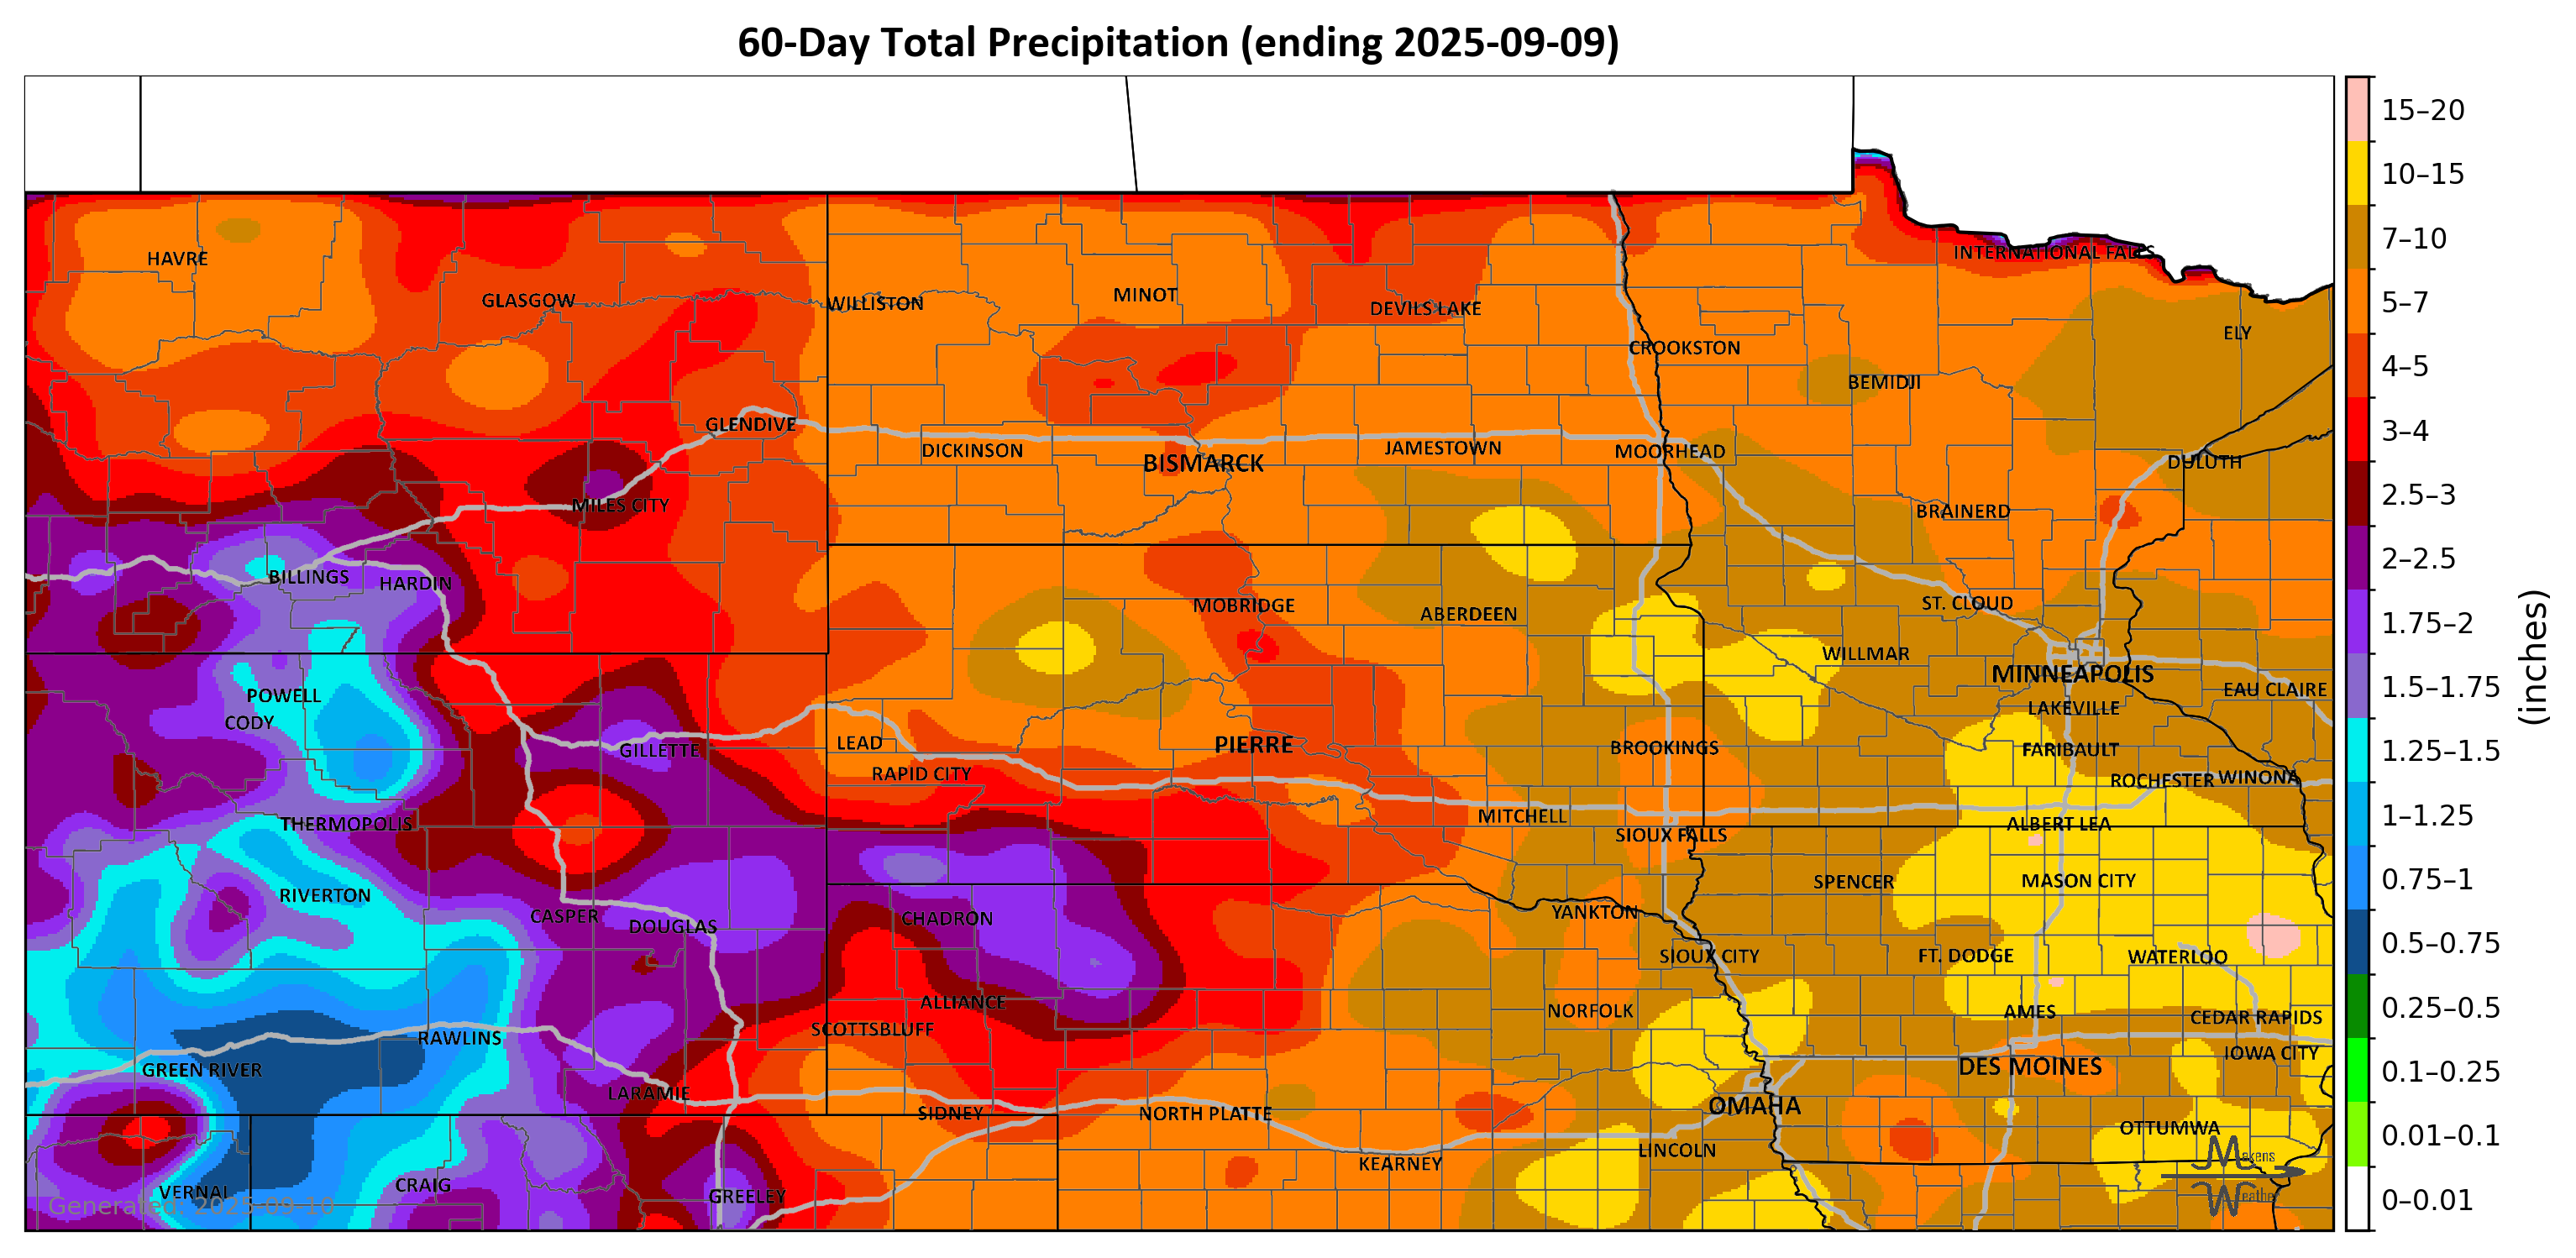 60-Day Total Precipitation (ending 2025-09-09)
15–20
10–15
7–10
5–7
4–5
3–4
2.5–3
2–2.5
1.75–2
1.5–1.75
1.25–1.5
1–1.25
0.75–1
0.5–0.75
0.25–0.5
0.1–0.25
0.01–0.1
0–0.01
(inches)
INTERNATIONAL FALLS
HAVRE
GLASGOW
WILLISTON
MINOT
DEVILS LAKE
ELY
CROOKSTON
BEMIDJI
GLENDIVE
DICKINSON
BISMARCK
JAMESTOWN
MOORHEAD
DULUTH
MILES CITY
BRAINERD
BILLINGS
HARDIN
MOBRIDGE
ABERDEEN
ST. CLOUD
WILLMAR
MINNEAPOLIS
EAU CLAIRE
POWELL
CODY
LAKEVILLE
GILLETTE
LEAD
PIERRE
BROOKINGS
FARIBAULT
RAPID CITY
ROCHESTER
WINONA
THERMOPOLIS
MITCHELL
SIOUX FALLS
ALBERT LEA
RIVERTON
SPENCER
MASON CITY
CASPER
DOUGLAS
CHADRON
YANKTON
SIOUX CITY
FT. DODGE
WATERLOO
ALLIANCE
NORFOLK
AMES
CEDAR RAPIDS
SCOTTSBLUFF
RAWLINS
IOWA CITY
GREEN RIVER
DES MOINES
LARAMIE
SIDNEY
NORTH PLATTE
OMAHA
OTTUMWA
LINCOLN
KEARNEY
VERNAL
CRAIG
GREELEY
Makens
Weather
Generated: 2025-09-10